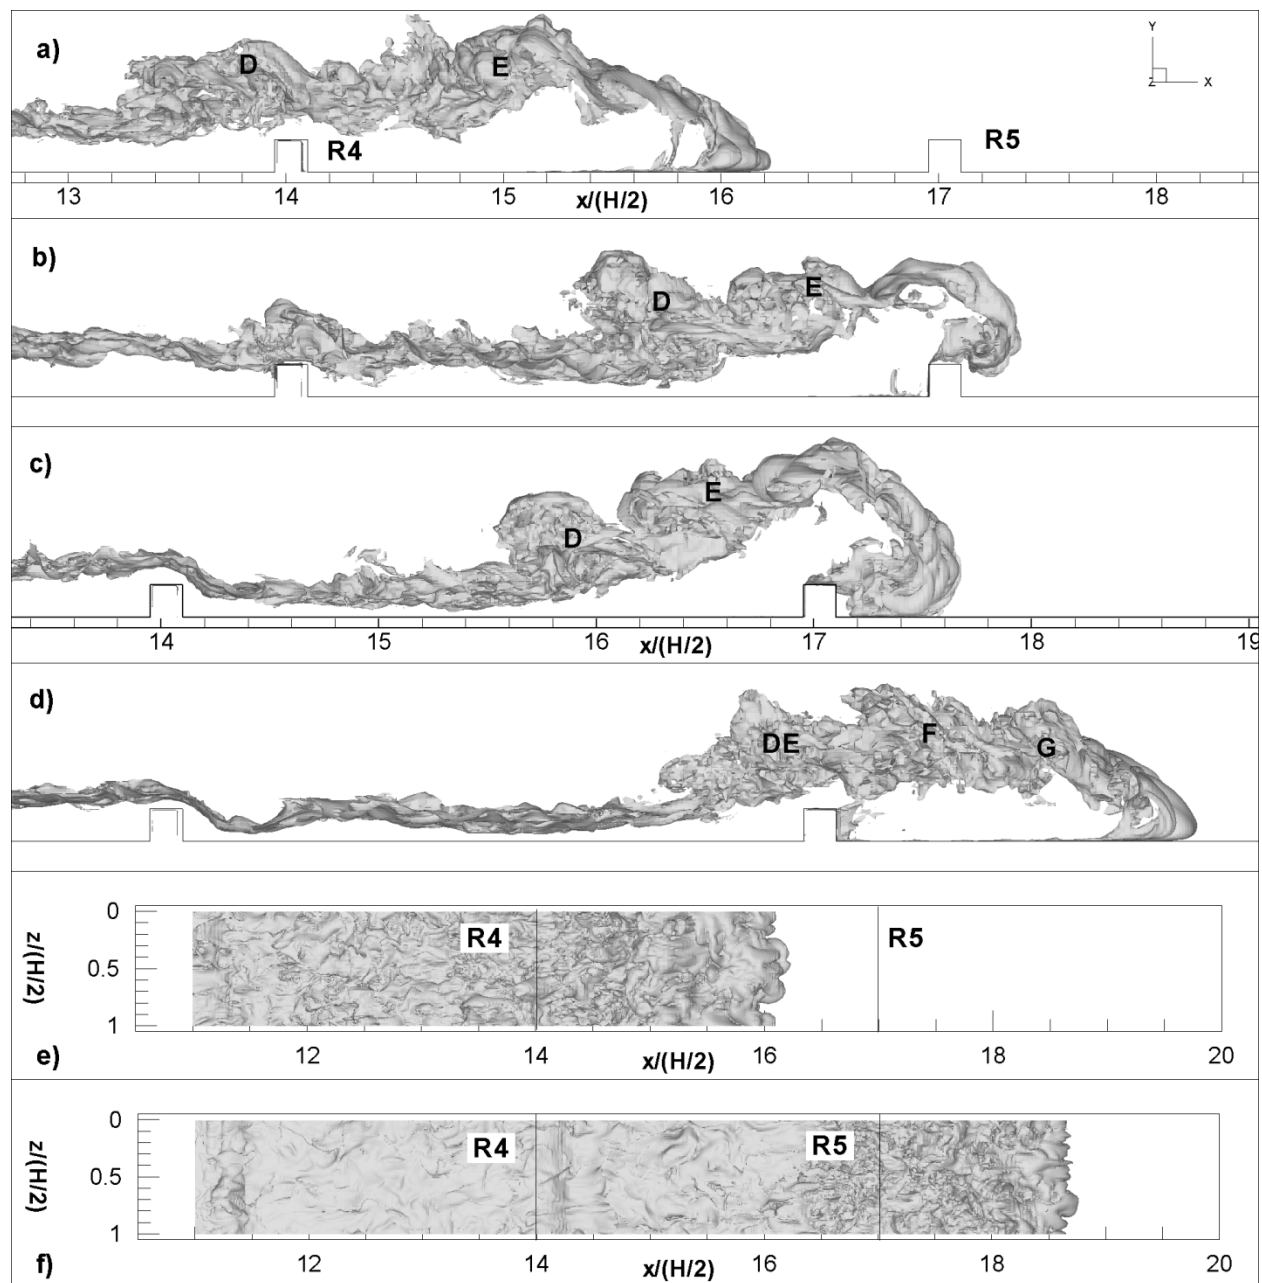 a)
D
E
Y
Z
X
R4
R5
13 14 15 16 17 18
x/(H/2)
b)
D
E
c)
E
D
14 15 16 17 18 19
x/(H/2)
d)
DE
F
G
0
0.5
1
z/(H/2)
R4
R5
12 14 16 18 20
e)
x/(H/2)
0
0.5
1
z/(H/2)
R4
R5
12 14 16 18 20
f)
x/(H/2)